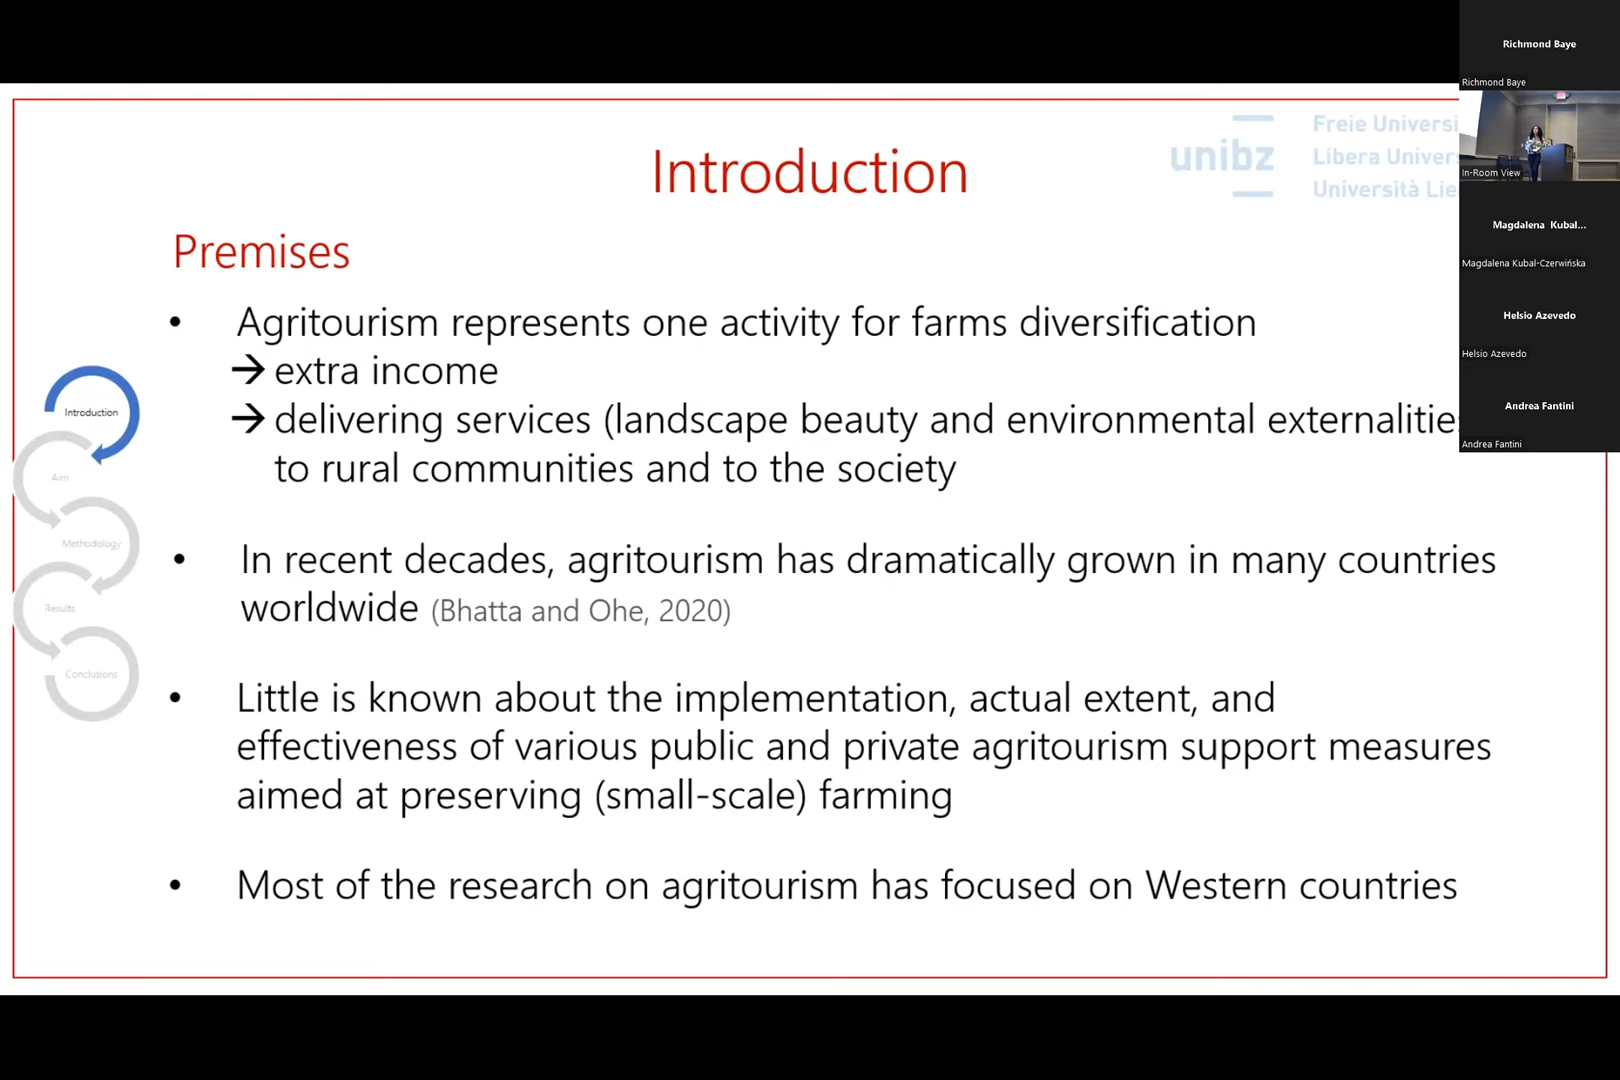 Introduction
unibz
Freie Universi
Libera Univer
Università Lie
Premises
• Agritourism represents one activity for farms diversification
→ extra income
→ delivering services (landscape beauty and environmental externalitie
to rural communities and to the society
• In recent decades, agritourism has dramatically grown in many countries
worldwide (Bhatta and Ohe, 2020)
• Little is known about the implementation, actual extent, and
effectiveness of various public and private agritourism support measures
aimed at preserving (small-scale) farming
• Most of the research on agritourism has focused on Western countries
Introduction
Aim
Methodology
Results
Conclusions
Richmond Baye
Richmond Baye
In-Room View
Magdalena Kubal...
Magdalena Kubal-Czerwińska
Helsio Azevedo
Helsio Azevedo
Andrea Fantini
Andrea Fantini